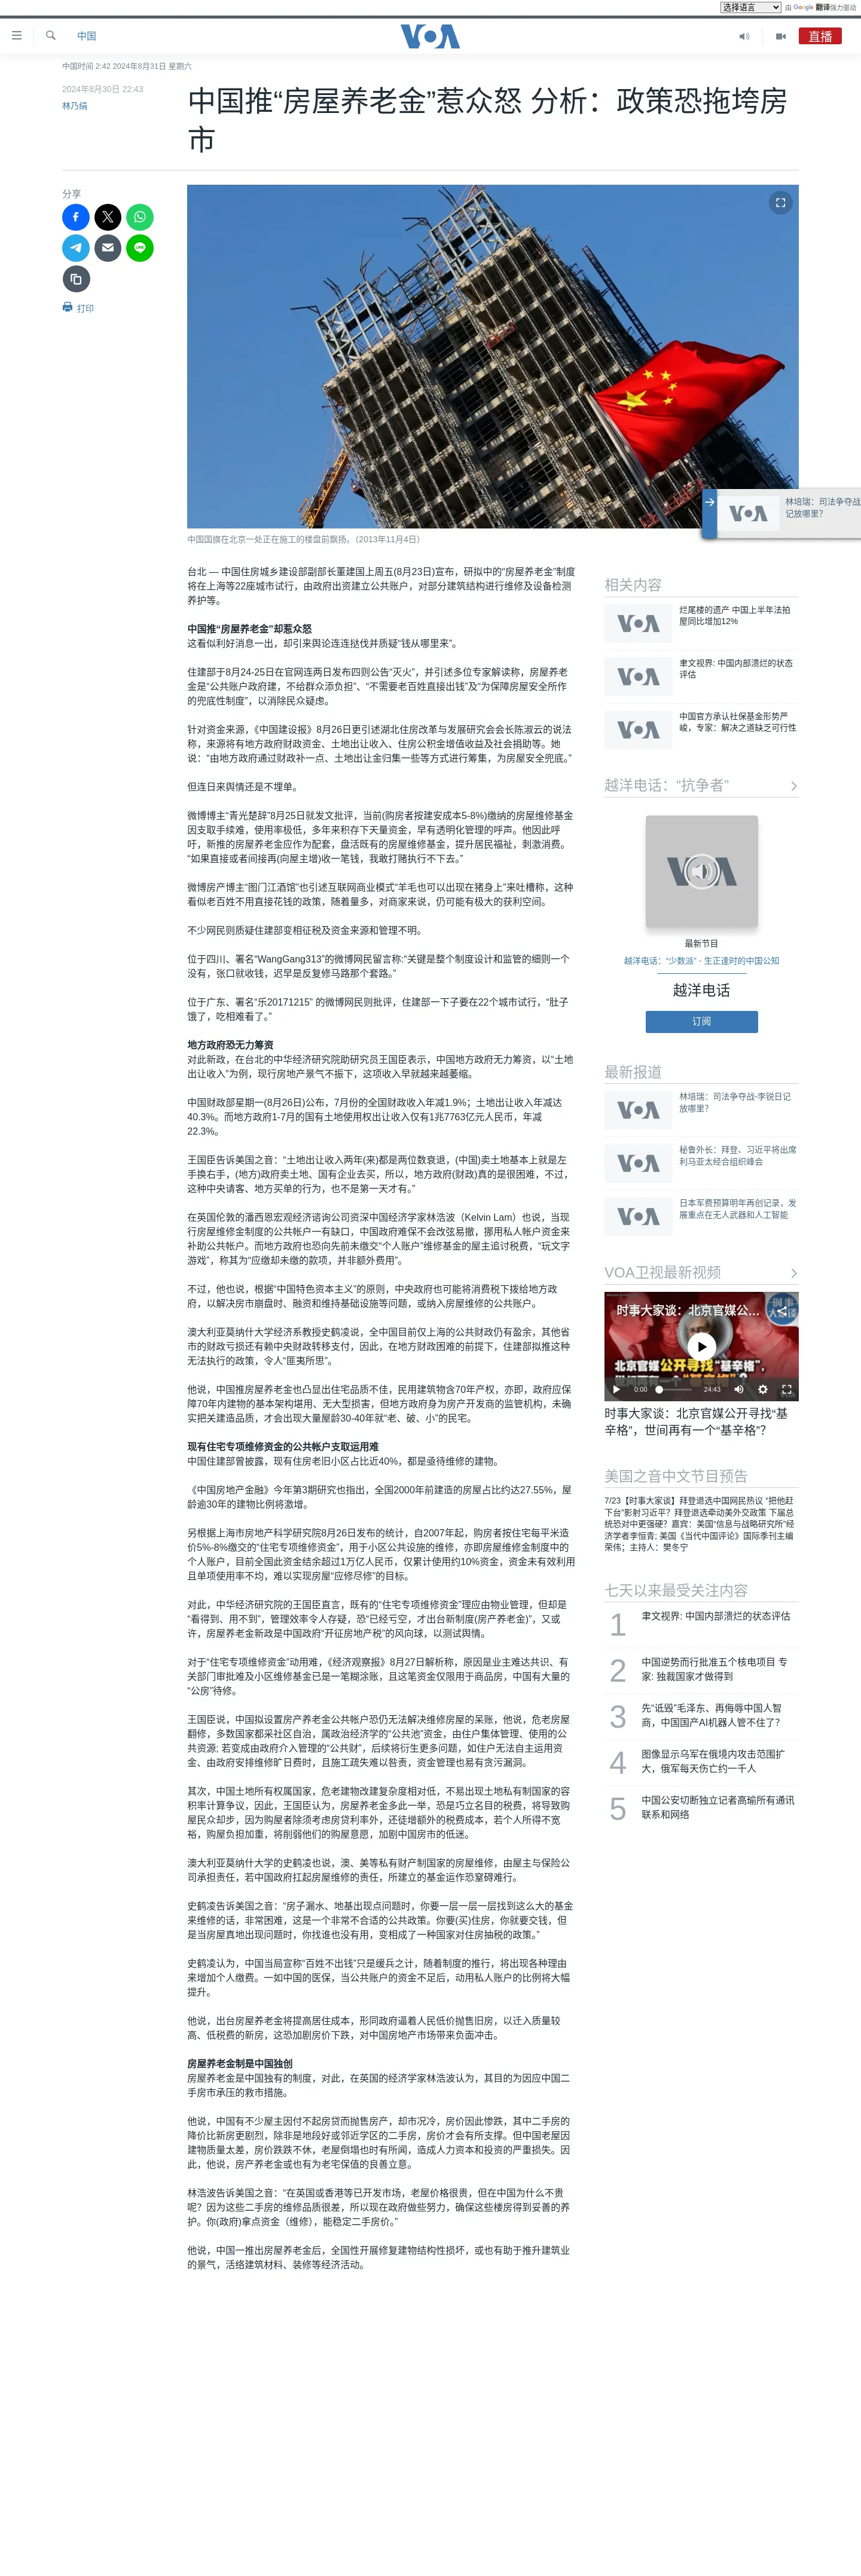 选择语言 由 Google 翻译强力驱动
中国
VOA
直播
中国时间 2:42 2024年8月31日 星期六
2024年8月30日 22:43
林乃绢
中国推“房屋养老金”惹众怒 分析：政策恐拖垮房
市
分享
打印
中国国旗在北京一处正在施工的楼盘前飘扬。（2013年11月4日）
林培瑞：司法争夺战
记放哪里？
台北 — 中国住房城乡建设部副部长董建国上周五(8月23日)宣布，研拟中的“房屋养老金”制度
将在上海等22座城市试行，由政府出资建立公共账户，对部分建筑结构进行维修及设备检测
养护等。
中国推“房屋养老金”却惹众怒
这看似利好消息一出，却引来舆论连连挞伐并质疑“钱从哪里来”。
住建部于8月24-25日在官网连两日发布四则公告“灭火”，并引述多位专家解读称，房屋养老
金是“公共账户政府建，不给群众添负担”、“不需要老百姓直接出钱”及“为保障房屋安全所作
的兜底性制度”，以消除民众疑虑。
针对资金来源，《中国建设报》8月26日更引述湖北住房改革与发展研究会会长陈淑云的说法
称，来源将有地方政府财政资金、土地出让收入、住房公积金增值收益及社会捐助等。她
说：“由地方政府通过财政补一点、土地出让金归集一些等方式进行筹集，为房屋安全兜底。”
但连日来舆情还是不埋单。
微博博主“青光楚辞”8月25日就发文批评，当前(购房者按建安成本5-8%)缴纳的房屋维修基金
因支取手续难，使用率极低，多年来积存下天量资金，早有透明化管理的呼声。他因此呼
吁，新推的房屋养老金应作为配套，盘活既有的房屋维修基金，提升居民福祉，刺激消费。
“如果直接或者间接再(向屋主增)收一笔钱，我敢打赌执行不下去。”
微博房产博主“图门江酒馆”也引述互联网商业模式“羊毛也可以出现在猪身上”来吐槽称，这种
看似老百姓不用直接花钱的政策，随着量多，对商家来说，仍可能有极大的获利空间。
不少网民则质疑住建部变相征税及资金来源和管理不明。
位于四川、署名“WangGang313”的微博网民留言称:“关键是整个制度设计和监管的细则一个
没有，张口就收钱，迟早是反复修马路那个套路。”
位于广东、署名“乐20171215” 的微博网民则批评，住建部一下子要在22个城市试行，“肚子
饿了，吃相难看了。”
地方政府恐无力筹资
对此新政，在台北的中华经济研究院助研究员王国臣表示，中国地方政府无力筹资，以“土地
出让收入”为例，现行房地产景气不振下，这项收入早就越来越萎缩。
中国财政部星期一(8月26日)公布，7月份的全国财政收入年减1.9%；土地出让收入年减达
40.3%。而地方政府1-7月的国有土地使用权出让收入仅有1兆7763亿元人民币，年减
22.3%。
王国臣告诉美国之音：“土地出让收入两年(来)都是两位数衰退，(中国)卖土地基本上就是左
手换右手，(地方)政府卖土地、国有企业去买，所以，地方政府(财政)真的是很困难，不过，
这种中央请客、地方买单的行为，也不是第一天才有。”
在英国伦敦的潘西恩宏观经济谘询公司资深中国经济学家林浩波（Kelvin Lam）也说，当现
行房屋维修金制度的公共帐户一有缺口，中国政府难保不会改弦易撤，挪用私人帐户资金来
补助公共帐户。而地方政府也恐向先前未缴交“个人账户”维修基金的屋主追讨税费，“玩文字
游戏”，称其为“应缴却未缴的款项，并非额外费用”。
不过，他也说，根据“中国特色资本主义”的原则，中央政府也可能将消费税下拨给地方政
府，以解决房市崩盘时、融资和维持基础设施等问题，或纳入房屋维修的公共账户。
澳大利亚莫纳什大学经济系教授史鹤凌说，全中国目前仅上海的公共财政仍有盈余，其他省
市的财政亏损还有赖中央财政转移支付，因此，在地方财政困难的前提下，住建部拟推这种
无法执行的政策，令人“匪夷所思”。
他说，中国推房屋养老金也凸显出住宅品质不佳，民用建筑物含70年产权，亦即，政府应保
障70年内建物的基本架构堪用、无大型损害，但地方政府身为房产开发商的监管机构，未确
实把关建造品质，才会出现大量屋龄30-40年就“老、破、小”的民宅。
现有住宅专项维修资金的公共帐户支取运用难
中国住建部曾披露，现有住房老旧小区占比近40%，都是亟待维修的建物。
《中国房地产金融》今年第3期研究也指出，全国2000年前建造的房屋占比约达27.55%，屋
龄逾30年的建物比例将激增。
另根据上海市房地产科学研究院8月26日发布的统计，自2007年起，购房者按住宅每平米造
价5%-8%缴交的“住宅专项维修资金”，用于小区公共设施的维修，亦即房屋维修金制度中的
个人账户，目前全国此资金结余超过1万亿人民币，仅累计使用约10%资金，资金未有效利用
且单项使用率不均，难以实现房屋“应修尽修”的目标。
对此，中华经济研究院的王国臣直言，既有的“住宅专项维修资金”理应由物业管理，但却是
“看得到、用不到”，管理效率令人存疑，恐“已经亏空，才出台新制度(房产养老金)”，又或
许，房屋养老金新政是中国政府“开征房地产税”的风向球，以测试舆情。
对于“住宅专项维修资金”动用难，《经济观察报》8月27日解析称，原因是业主难达共识、有
关部门审批难及小区维修基金已是一笔糊涂账，且这笔资金仅限用于商品房，中国有大量的
“公房”待修。
王国臣说，中国拟设置房产养老金公共帐户恐仍无法解决维修房屋的呆账，他说，危老房屋
翻修，多数国家都采社区自治，属政治经济学的“公共池”资金，由住户集体管理、使用的公
共资源; 若变成由政府介入管理的“公共财”，后续将衍生更多问题，如住户无法自主运用资
金、由政府安排维修旷日费时，且施工疏失难以咎责，资金管理也易有贪污漏洞。
其次，中国土地所有权属国家，危老建物改建复杂度相对低，不易出现土地私有制国家的容
积率计算争议，因此，王国臣认为，房屋养老金多此一举，恐是巧立名目的税费，将导致购
屋民众却步，因为购屋者除须考虑房贷利率外，还徒增额外的税费成本，若个人所得不宽
裕，购屋负担加重，将削弱他们的购屋意愿，加剧中国房市的低迷。
澳大利亚莫纳什大学的史鹤凌也说，澳、美等私有财产制国家的房屋维修，由屋主与保险公
司承担责任，若中国政府扛起房屋维修的责任，所建立的基金运作恐窒碍难行。
史鹤凌告诉美国之音：“房子漏水、地基出现点问题时，你要一层一层一层找到这么大的基金
来维修的话，非常困难，这是一个非常不合适的公共政策。你要(买)住房，你就要交钱，但
是当房屋真地出现问题时，你找谁也没有用，变相成了一种国家对住房抽税的政策。”
史鹤凌认为，中国当局宣称“百姓不出钱”只是缓兵之计，随着制度的推行，将出现各种理由
来增加个人缴费。一如中国的医保，当公共账户的资金不足后，动用私人账户的比例将大幅
提升。
他说，出台房屋养老金将提高居住成本，形同政府逼着人民低价抛售旧房，以迁入质量较
高、低税费的新房，这恐加剧房价下跌，对中国房地产市场带来负面冲击。
房屋养老金制是中国独创
房屋养老金是中国独有的制度，对此，在英国的经济学家林浩波认为，其目的为因应中国二
手房市承压的救市措施。
他说，中国有不少屋主因付不起房贷而抛售房产，却市况冷，房价因此惨跌，其中二手房的
降价比新房更剧烈，除非是地段好或邻近学区的二手房，房价才会有所支撑。但中国老屋因
建物质量太差，房价跌跌不休，老屋倒塌也时有所闻，造成人力资本和投资的严重损失。因
此，他说，房产养老金或也有为老宅保值的良善立意。
林浩波告诉美国之音：“在英国或香港等已开发市场，老屋价格很贵，但在中国为什么不贵
呢？因为这些二手房的维修品质很差，所以现在政府做些努力，确保这些楼房得到妥善的养
护。你(政府)拿点资金（维修），能稳定二手房价。”
他说，中国一推出房屋养老金后，全国性开展修复建物结构性损坏，或也有助于推升建筑业
的景气，活络建筑材料、装修等经济活动。
相关内容
VOA
烂尾楼的遗产 中国上半年法拍
屋同比增加12%
VOA
聿文视界: 中国内部溃烂的状态
评估
VOA
中国官方承认社保基金形势严
峻，专家：解决之道缺乏可行性
越洋电话：“抗争者”
VOA
最新节目
越洋电话：“少数派” - 生正逢时的中国公知
越洋电话
订阅
最新报道
VOA
林培瑞：司法争夺战-李锐日记
放哪里？
VOA
秘鲁外长：拜登、习近平将出席
利马亚太经合组织峰会
VOA
日本军费预算明年再创记录，发
展重点在无人武器和人工智能
VOA卫视最新视频
时事大家谈：北京官媒公...
北京官媒公开寻找“基辛格”，
0:00 24:43
时事大家谈：北京官媒公开寻找“基
辛格”，世间再有一个“基辛格”？
美国之音中文节目预告
7/23【时事大家谈】拜登退选中国网民热议 “把他赶
下台”影射习近平？拜登退选牵动美外交政策 下届总
统恐对中更强硬？嘉宾：美国“信息与战略研究所”经
济学者李恒青; 美国《当代中国评论》国际季刊主编
荣伟；主持人：樊冬宁
七天以来最受关注内容
1 聿文视界: 中国内部溃烂的状态评估
2 中国逆势而行批准五个核电项目 专
家: 独裁国家才做得到
3 先“诋毁”毛泽东、再侮辱中国人智
商，中国国产AI机器人管不住了？
4 图像显示乌军在俄境内攻击范围扩
大，俄军每天伤亡约一千人
5 中国公安切断独立记者高瑜所有通讯
联系和网络